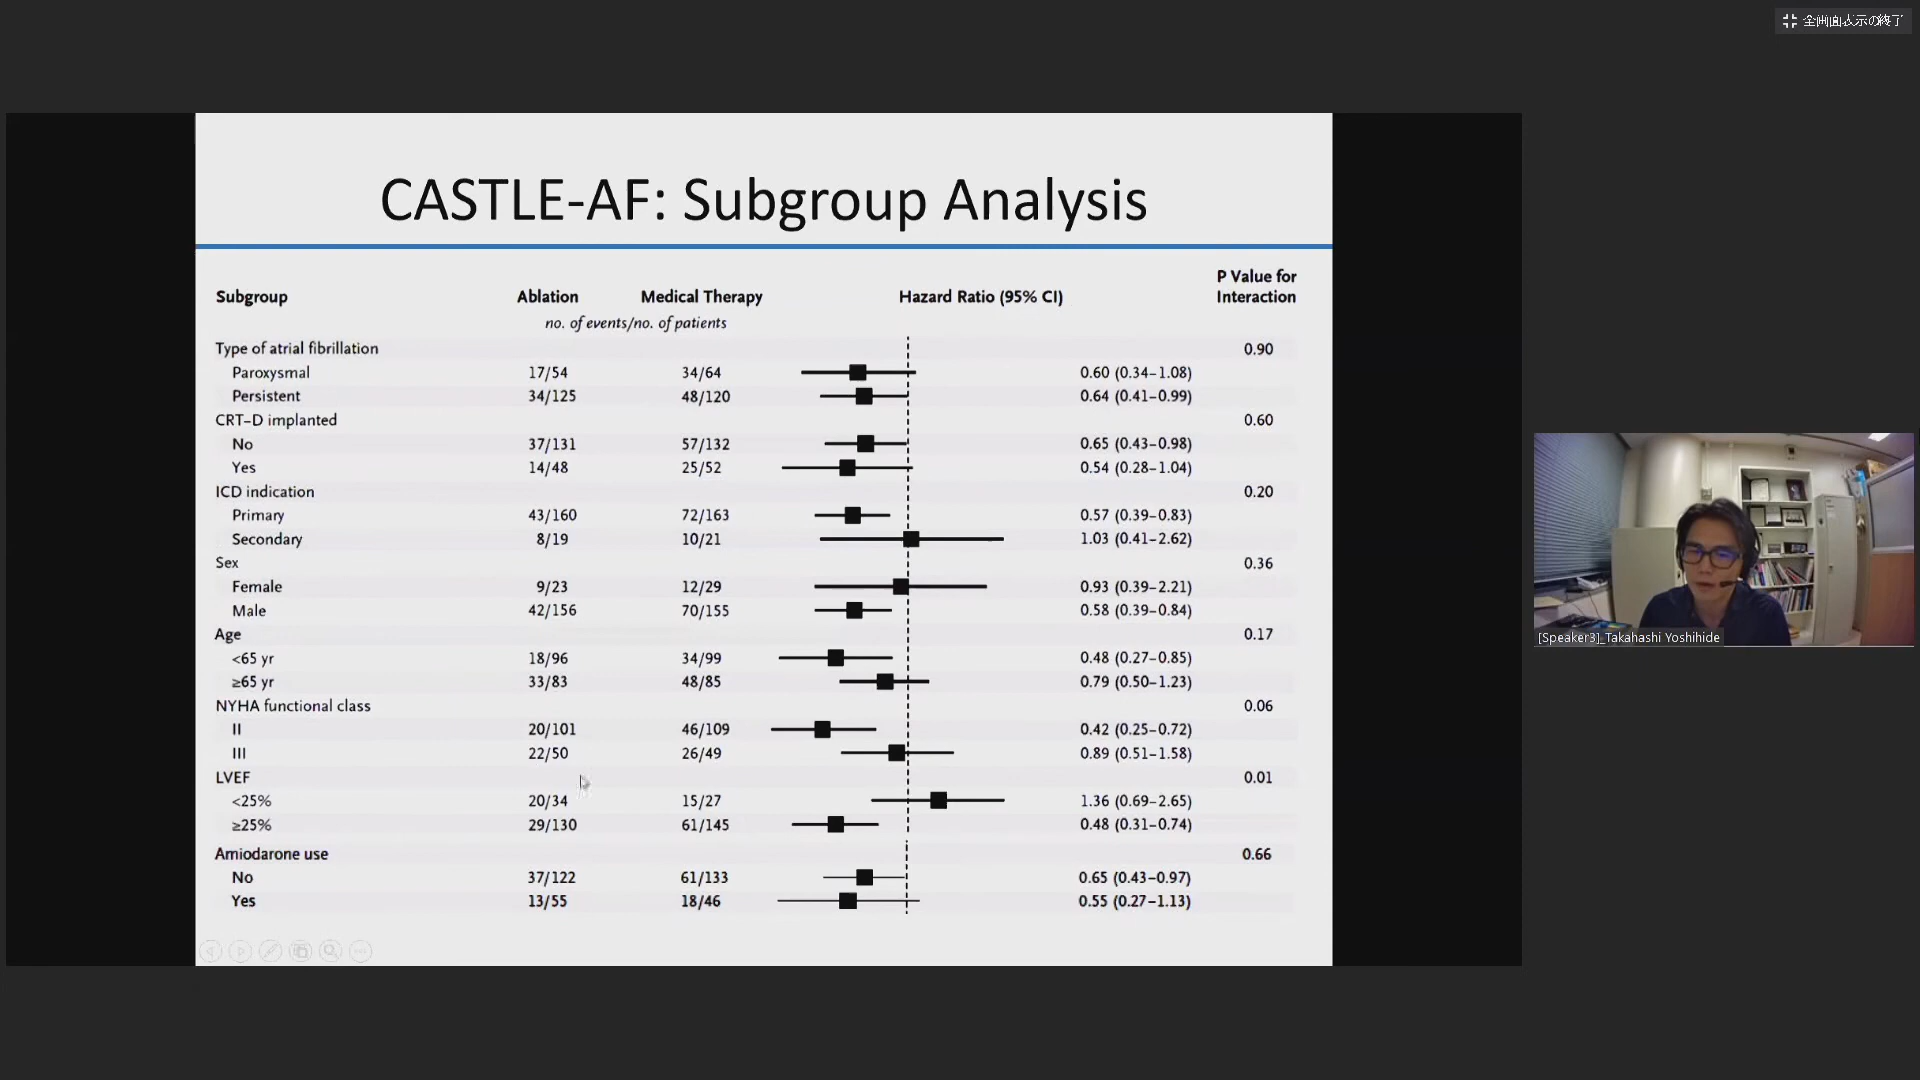 全画面表示の終了
CASTLE-AF: Subgroup Analysis
Subgroup Ablation Medical Therapy Hazard Ratio (95% CI) P Value for Interaction
no. of events/no. of patients
Type of atrial fibrillation 0.90
Paroxysmal 17/54 34/64 0.60 (0.34–1.08)
Persistent 34/125 48/120 0.64 (0.41–0.99)
CRT–D implanted 0.60
No 37/131 57/132 0.65 (0.43–0.98)
Yes 14/48 25/52 0.54 (0.28–1.04)
ICD indication 0.20
Primary 43/160 72/163 0.57 (0.39–0.83)
Secondary 8/19 10/21 1.03 (0.41–2.62)
Sex 0.36
Female 9/23 12/29 0.93 (0.39–2.21)
Male 42/156 70/155 0.58 (0.39–0.84)
Age 0.17
<65 yr 18/96 34/99 0.48 (0.27–0.85)
≥65 yr 33/83 48/85 0.79 (0.50–1.23)
NYHA functional class 0.06
II 20/101 46/109 0.42 (0.25–0.72)
III 22/50 26/49 0.89 (0.51–1.58)
LVEF 0.01
<25% 20/34 15/27 1.36 (0.69–2.65)
≥25% 29/130 61/145 0.48 (0.31–0.74)
Amiodarone use 0.66
No 37/122 61/133 0.65 (0.43–0.97)
Yes 13/55 18/46 0.55 (0.27–1.13)
[Speaker3]_Takahashi Yoshihide